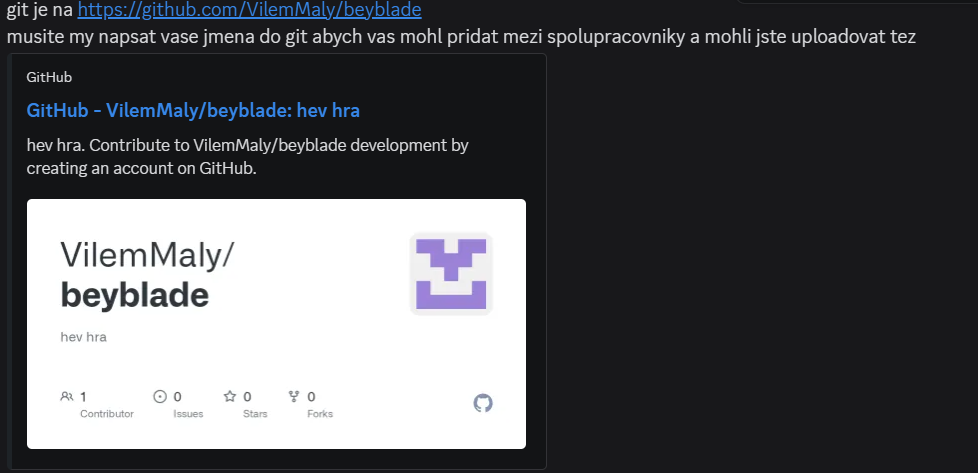 git je na https://github.com/VilemMaly/beyblade
musite my napsat vase jmena do git abych vas mohl pridat mezi spolupracovniky a mohli jste uploadovat tez
GitHub
GitHub - VilemMaly/beyblade: hev hra
hev hra. Contribute to VilemMaly/beyblade development by
creating an account on GitHub.
VilemMaly/
beyblade
hev hra
1 0 0 0
Contributor Issues Stars Forks